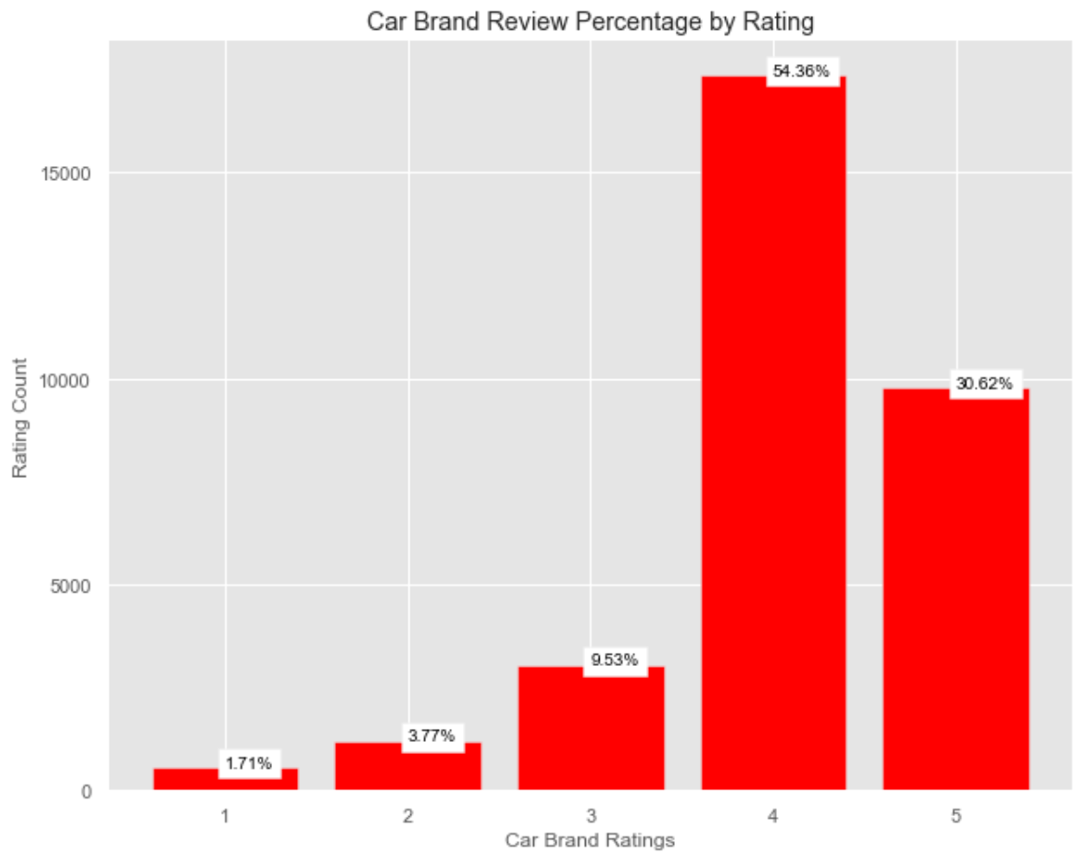 Car Brand Review Percentage by Rating
54.36%
15000
10000
30.62%
Rating Count
5000
9.53%
3.77%
1.71%
0
1 2 3 4 5
Car Brand Ratings